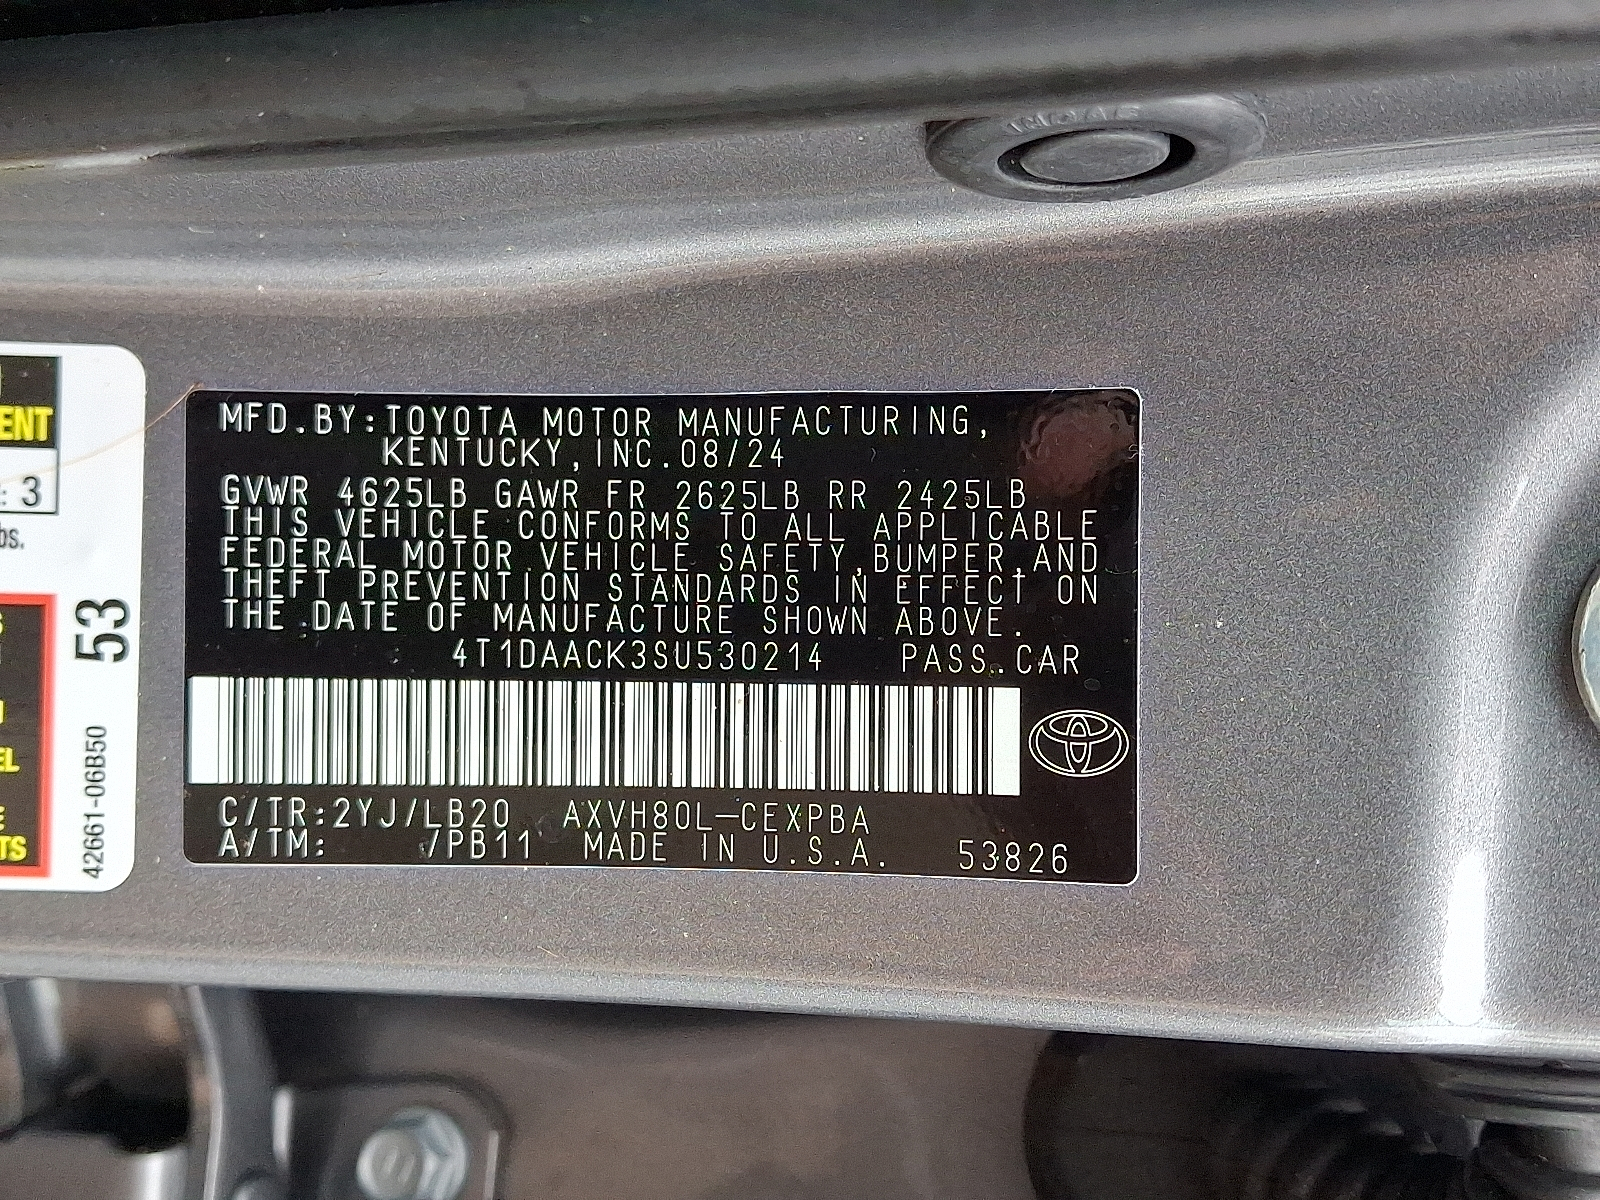 MFD.BY:TOYOTA MOTOR MANUFACTURING,
KENTUCKY,INC.08/24
GVWR 4625LB GAWR FR 2625LB RR 2425LB
THIS VEHICLE CONFORMS TO ALL APPLICABLE
FEDERAL MOTOR VEHICLE SAFETY,BUMPER,AND
THEFT PREVENTION STANDARDS IN EFFECT ON
THE DATE OF MANUFACTURE SHOWN ABOVE.
4T1DAACK3SU530214 PASS.CAR
C/TR:2YJ/LB20 AXVH80L-CEXPBA
A/TM: /PB11 MADE IN U.S.A. 53826
ENT
: 3
bs.
53
42661-06B50
EL
TS